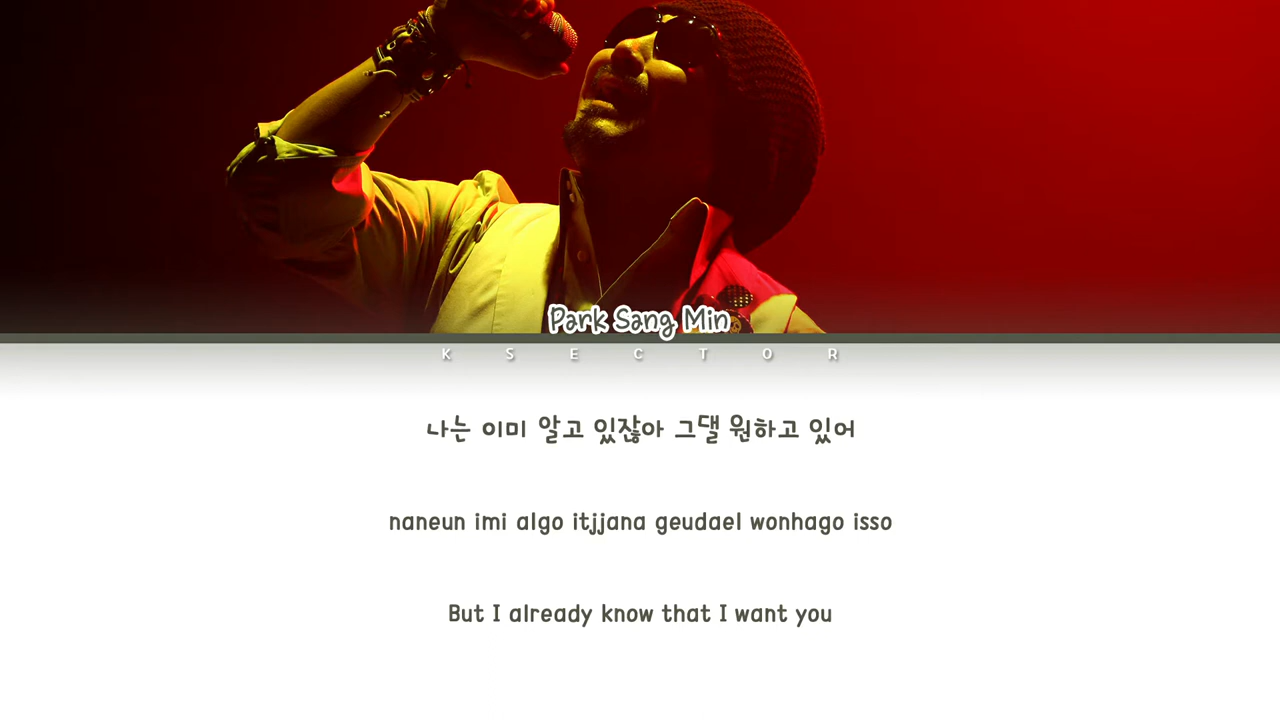 Park Sang Min
K S E C T O R
나는 이미 알고 있잖아 그댈 원하고 있어
naneun imi algo itjjana geudael wonhago isso
But I already know that I want you